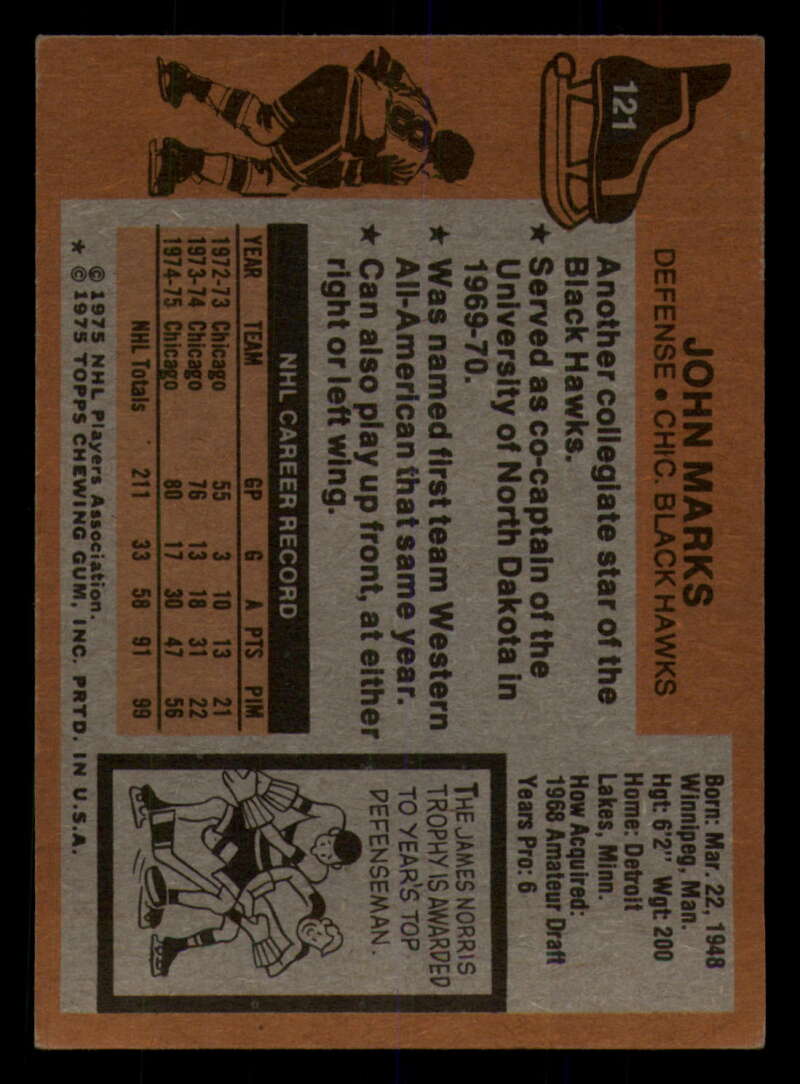 121
JOHN MARKS
DEFENSE • CHIC. BLACK HAWKS
Another collegiate star of the
Black Hawks.
★ Served as co-captain of the
University of North Dakota in
1969-70.
★ Was named first team Western
All-American that same year.
★ Can also play up front, at either
right or left wing.
Born: Mar. 22, 1948
Winnipeg, Man.
Hgt: 6'2" Wgt: 200
Home: Detroit
Lakes, Minn.
How Acquired:
1968 Amateur Draft
Years Pro: 6
NHL CAREER RECORD
YEAR TEAM GP G A PTS PIM
1972-73 Chicago 55 3 10 13 21
1973-74 Chicago 76 13 18 31 22
1974-75 Chicago 80 17 30 47 56
NHL Totals 211 33 58 91 99
THE JAMES NORRIS
TROPHY IS AWARDED
TO YEAR'S TOP
DEFENSEMAN.
© 1975 NHL Players Association.
* © 1975 TOPPS CHEWING GUM, INC. PRTD. IN U.S.A.
8